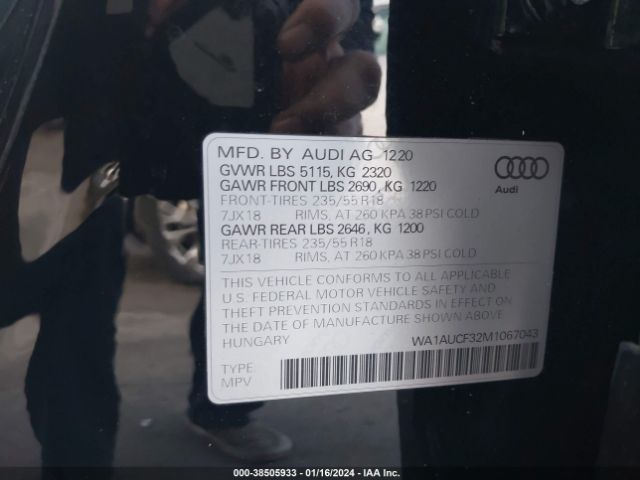 MFD. BY AUDI AG 1220
GVWR LBS 5115, KG 2320
GAWR FRONT LBS 2690, KG 1220
FRONT-TIRES 235/55 R18
7JX18 RIMS, AT 260 KPA 38 PSI COLD
GAWR REAR LBS 2646, KG 1200
REAR-TIRES 235/55 R18
7JX18 RIMS, AT 260 KPA 38 PSI COLD
THIS VEHICLE CONFORMS TO ALL APPLICABLE
U.S. FEDERAL MOTOR VEHICLE SAFETY AND
THEFT PREVENTION STANDARDS IN EFFECT ON
THE DATE OF MANUFACTURE SHOWN ABOVE
HUNGARY WA1AUCF32M1067043
TYPE:
MPV
Audi
000-38505933 - 01/16/2024 - IAA Inc.